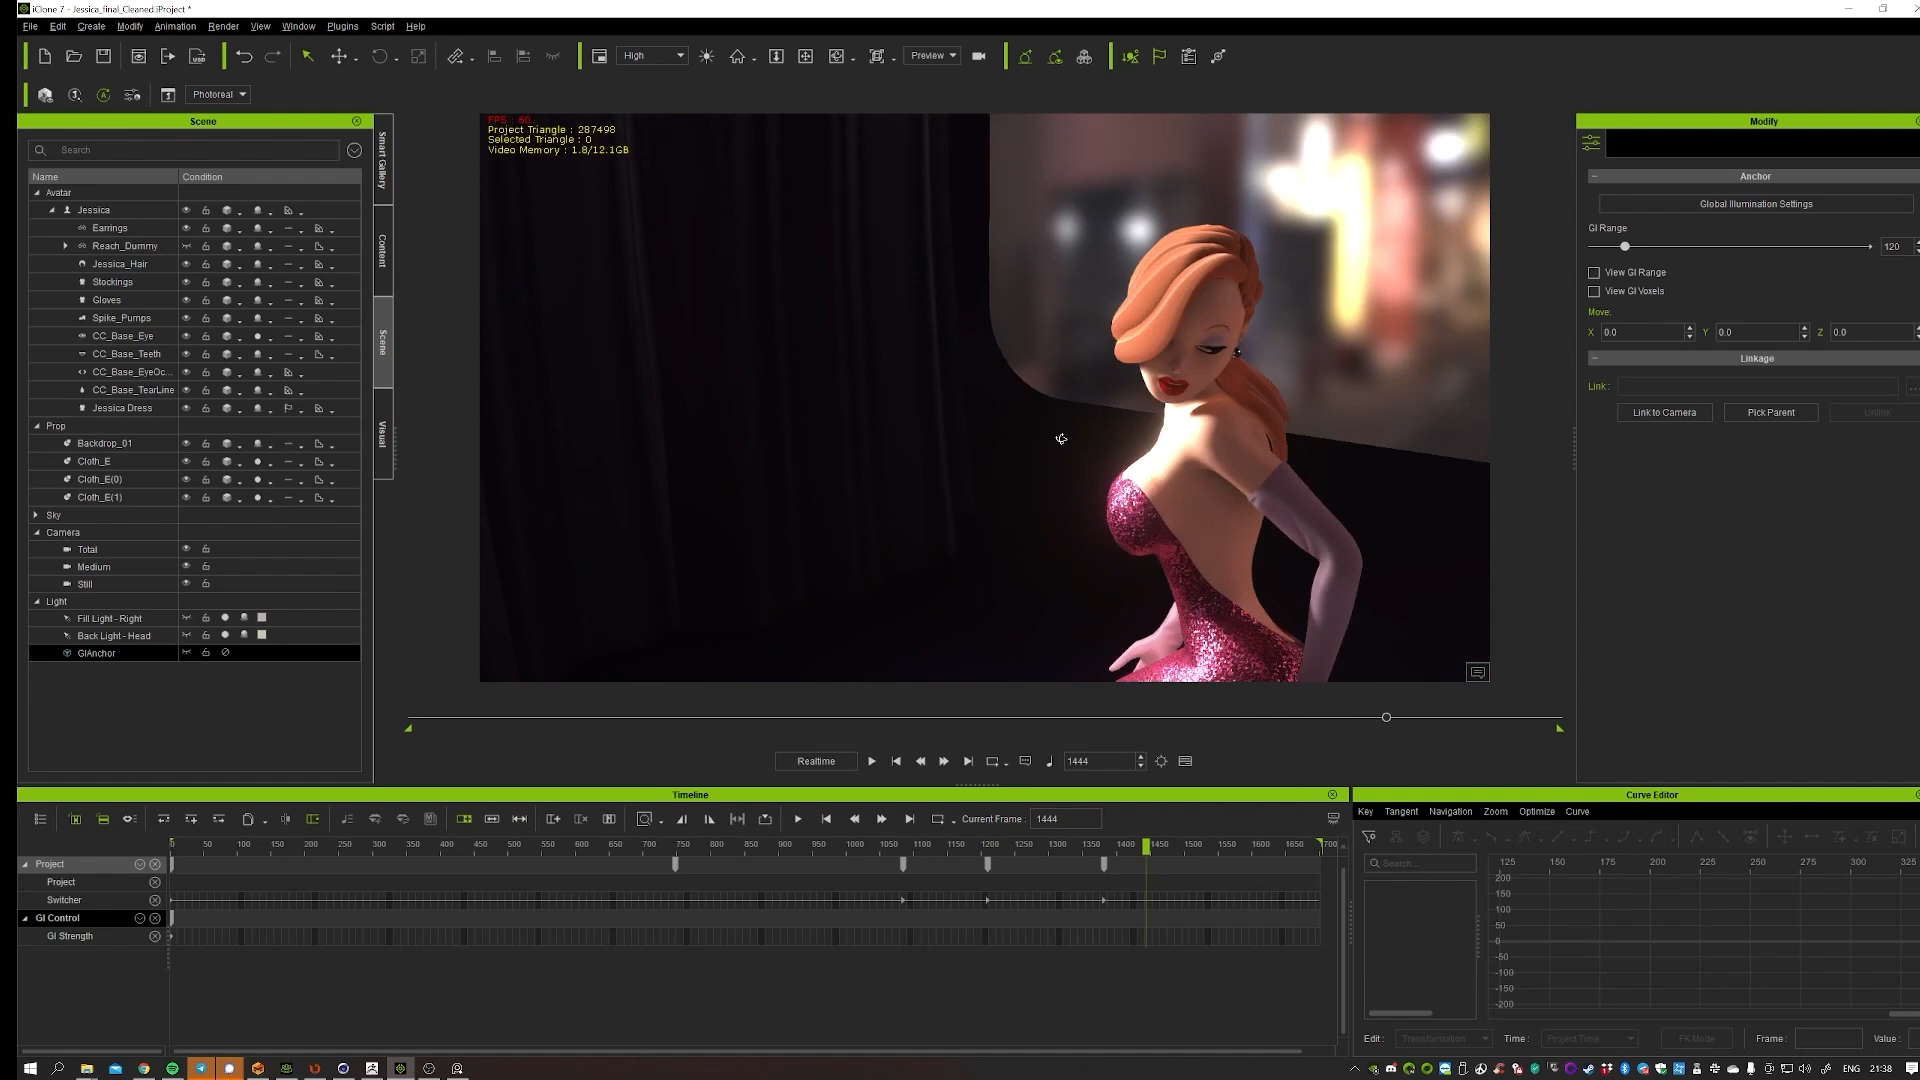 iClone 7 - Jessica_final_Cleaned.iProject *
File Edit Create Modify Animation Render View Window Plugins Script Help
High Preview
Photoreal
Scene
Search
Name Condition
Avatar
Jessica
Earrings
Reach_Dummy
Jessica_Hair
Stockings
Gloves
Spike_Pumps
CC_Base_Eye
CC_Base_Teeth
CC_Base_EyeOc...
CC_Base_TearLine
Jessica Dress
Prop
Backdrop_01
Cloth_E
Cloth_E(0)
Cloth_E(1)
Sky
Camera
Total
Medium
Still
Light
Fill Light - Right
Back Light - Head
GIAnchor
Smart Gallery
Content
Scene
Visual
FPS : 60.
Project Triangle : 287498
Selected Triangle : 0
Video Memory : 1.8/12.1GB
Modify
Anchor
Global Illumination Settings
GI Range
120
View GI Range
View GI Voxels
Move:
X 0.0 Y 0.0 Z 0.0
Linkage
Link :
...
Link to Camera Pick Parent Unlink
Realtime 1444
Timeline
Current Frame : 1444
0 50 100 150 200 250 300 350 400 450 500 550 600 650 700 750 800 850 900 950 1000 1050 1100 1150 1200 1250 1300 1350 1400 1450 1500 1550 1600 1650 1700
Project
Project
Switcher
GI Control
GI Strength
Curve Editor
Key Tangent Navigation Zoom Optimize Curve
Search...
125 150 175 200 225 250 275 300 325
200
150
100
50
0
-50
-100
-150
-200
Edit : Transformation Time : Project Time FK Mode Frame : Value :
ENG 21:38